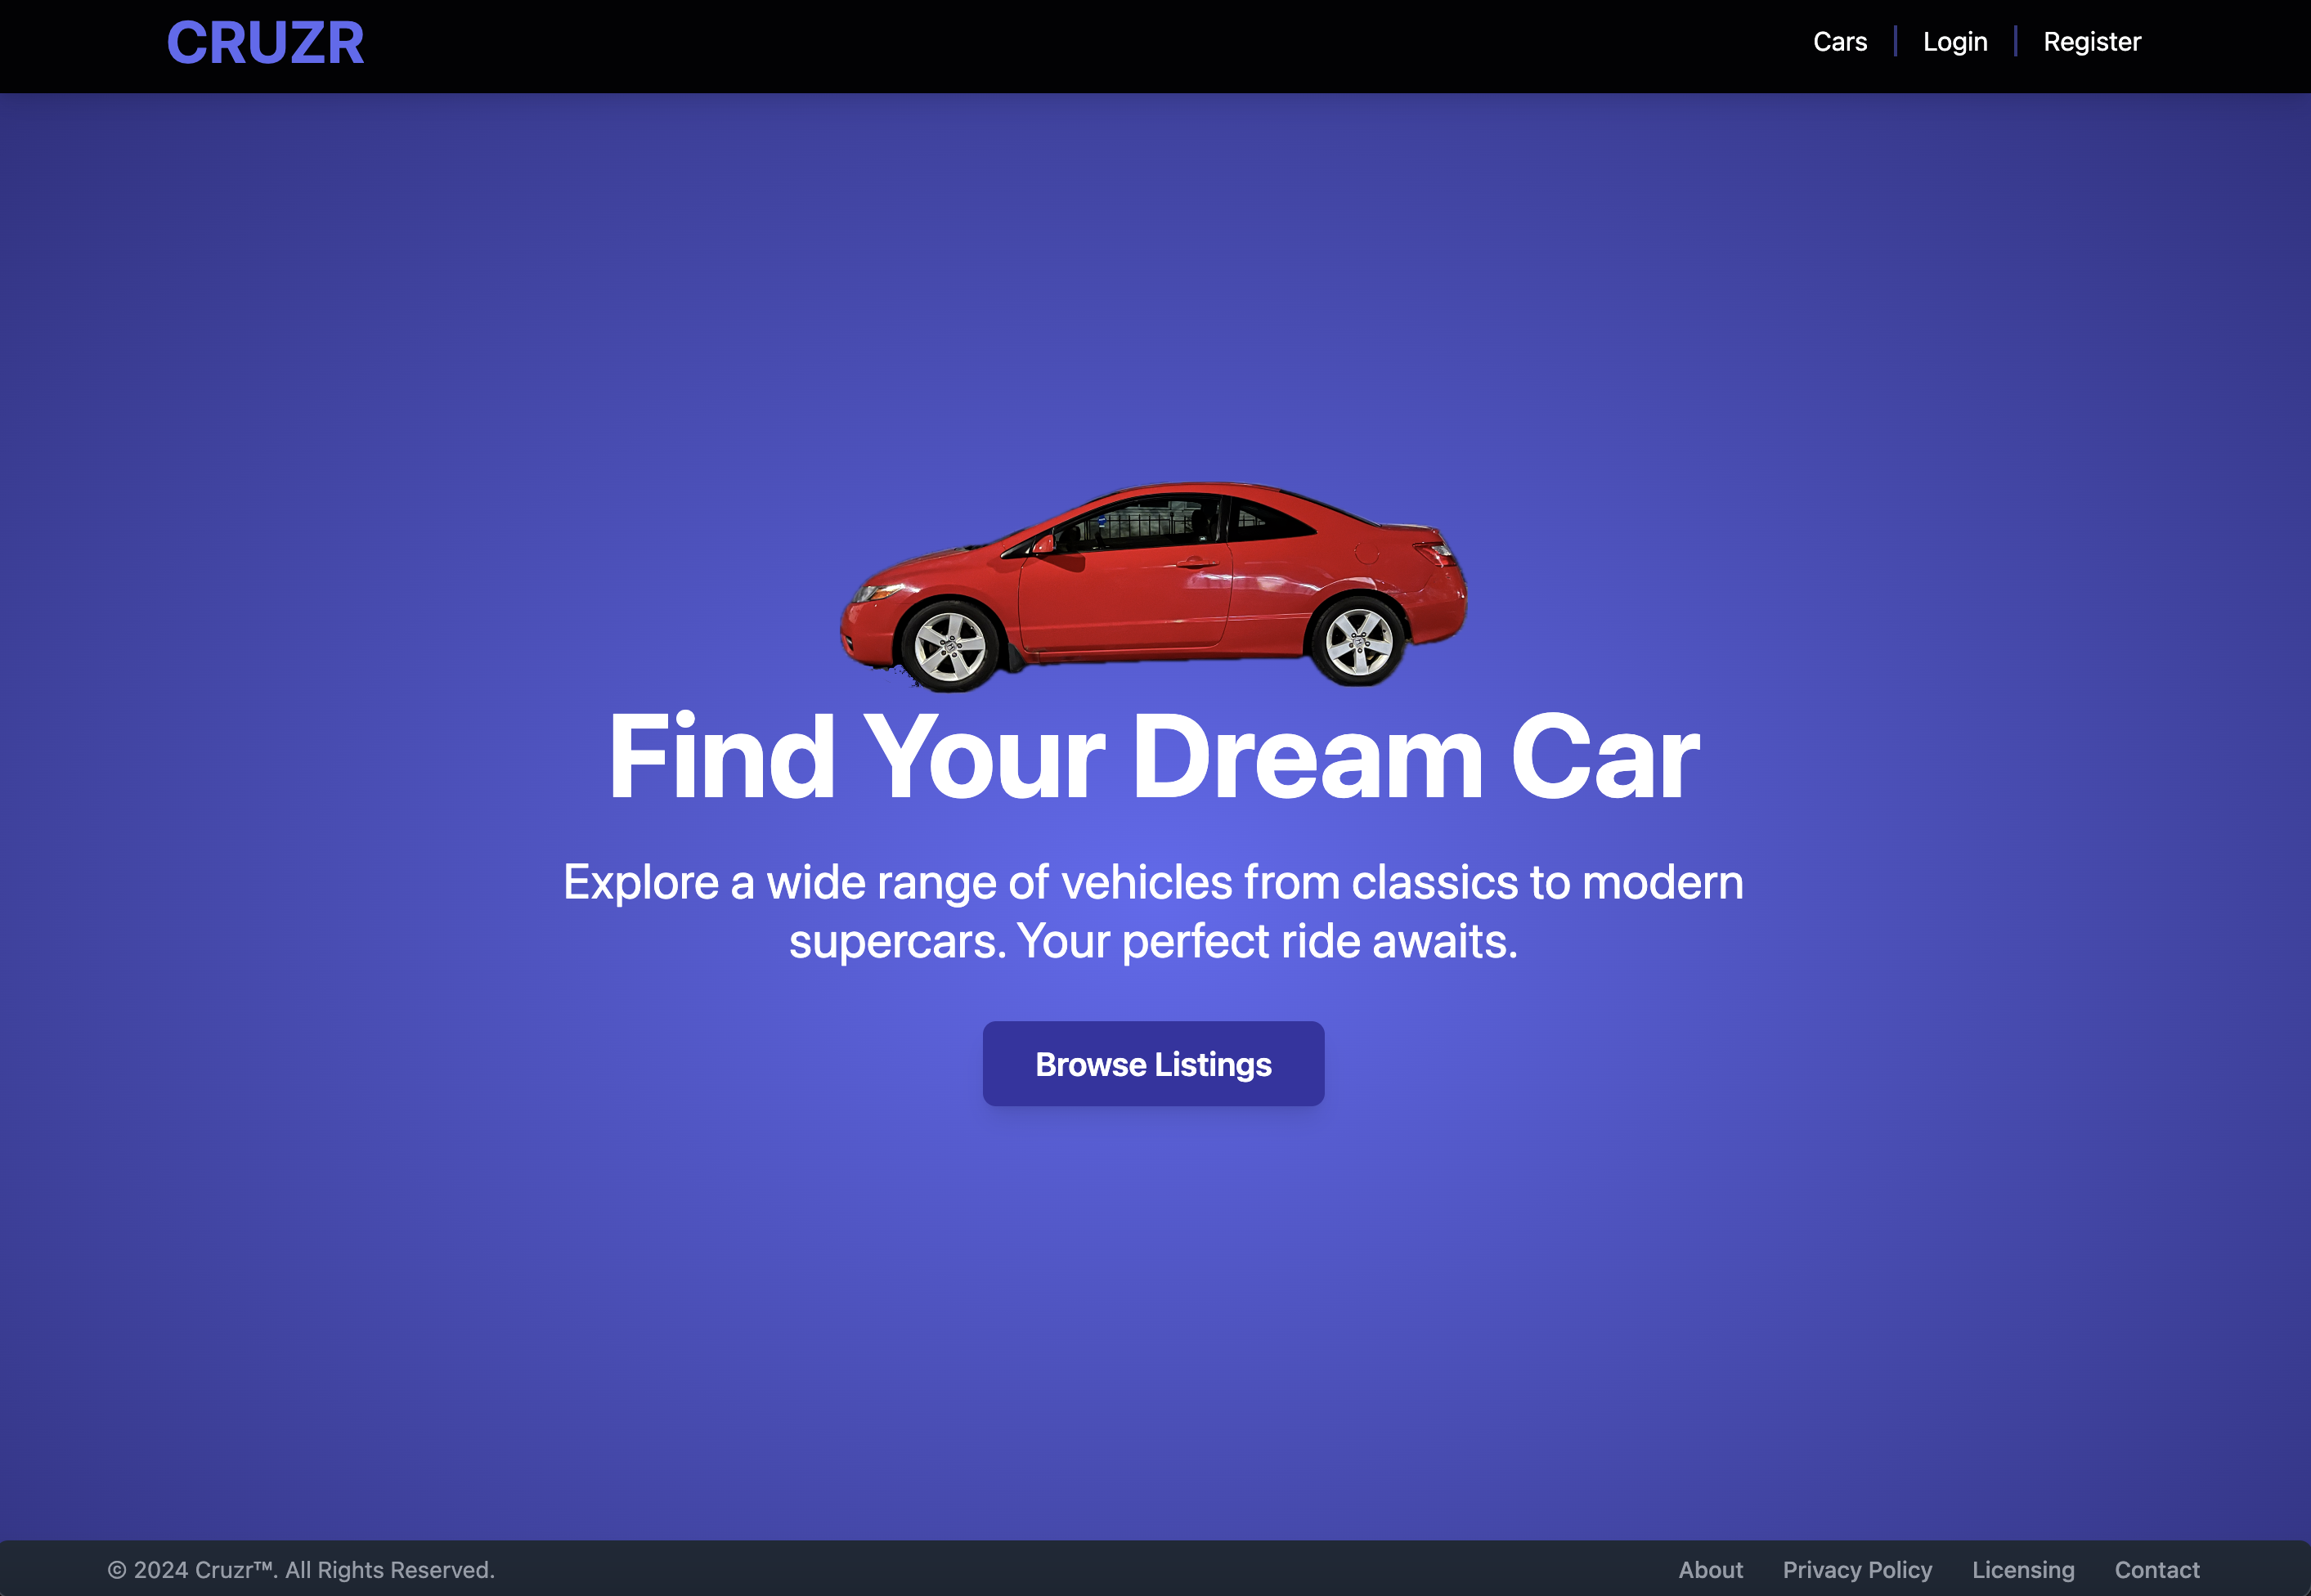 CRUZR
Cars
Login
Register
Find Your Dream Car
Explore a wide range of vehicles from classics to modern
supercars. Your perfect ride awaits.
Browse Listings
© 2024 Cruzr™. All Rights Reserved.
About
Privacy Policy
Licensing
Contact